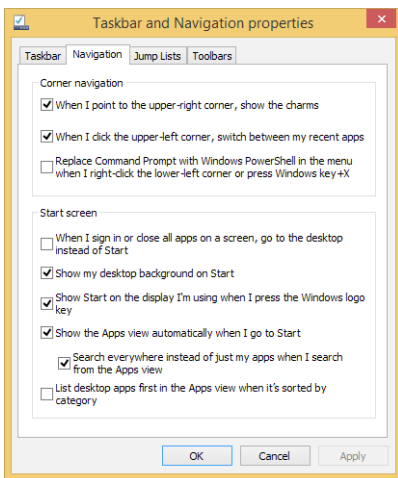 Taskbar and Navigation properties
Taskbar Navigation Jump Lists Toolbars
Corner navigation
When I point to the upper-right corner, show the charms
When I click the upper-left corner, switch between my recent apps
Replace Command Prompt with Windows PowerShell in the menu
when I right-click the lower-left corner or press Windows key+X
Start screen
When I sign in or close all apps on a screen, go to the desktop
instead of Start
Show my desktop background on Start
Show Start on the display I'm using when I press the Windows logo
key
Show the Apps view automatically when I go to Start
Search everywhere instead of just my apps when I search
from the Apps view
List desktop apps first in the Apps view when it's sorted by
category
OK Cancel Apply